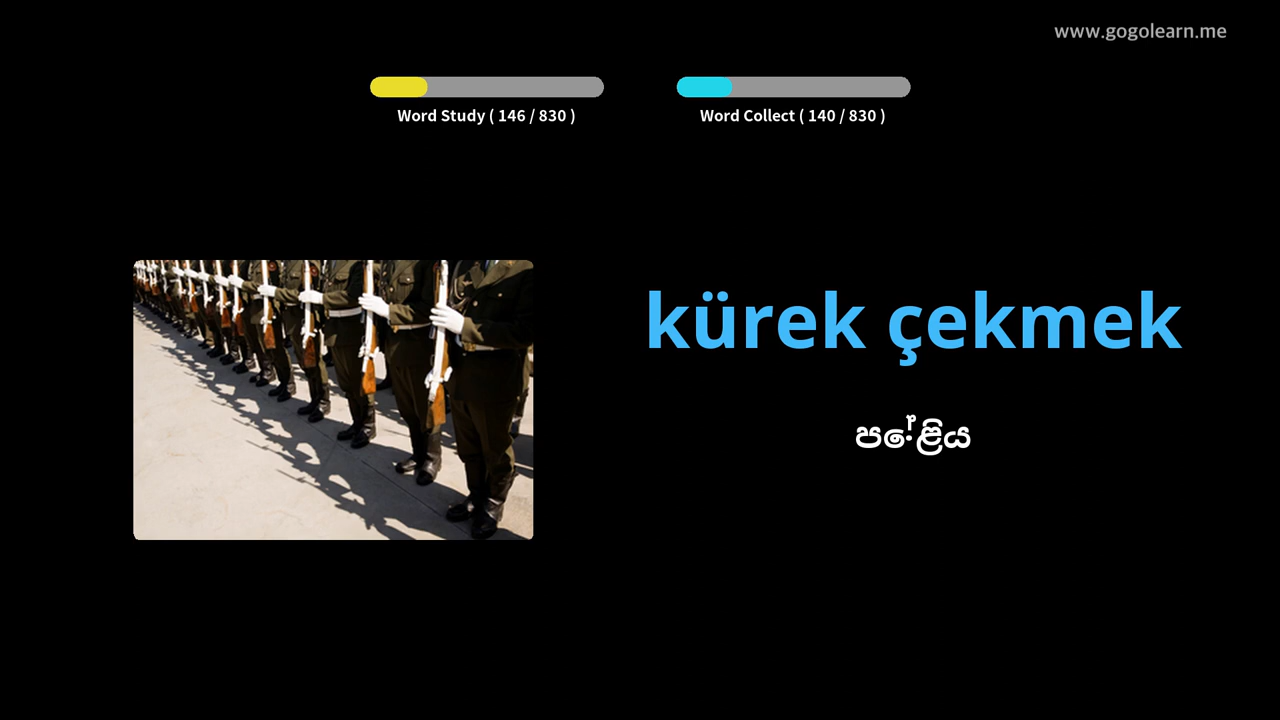 www.gogolearn.me
Word Study ( 146 / 830 )
Word Collect ( 140 / 830 )
kürek çekmek
පේළිය